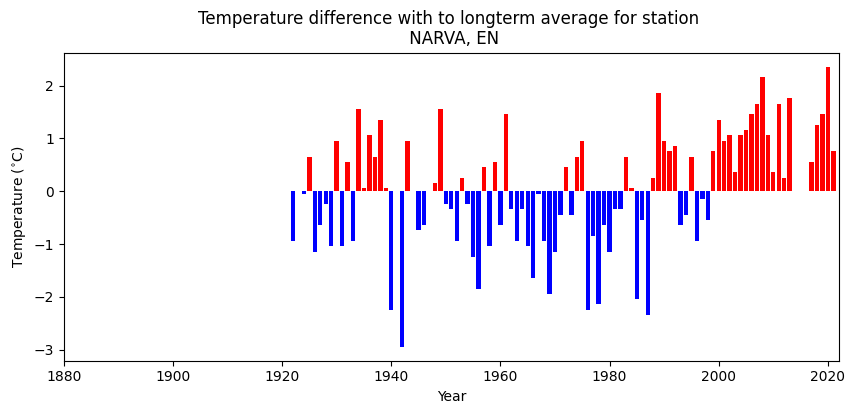 Temperature difference with to longterm average for station
NARVA, EN
Temperature (°C)
2
1
0
−1
−2
−3
1880 1900 1920 1940 1960 1980 2000 2020
Year